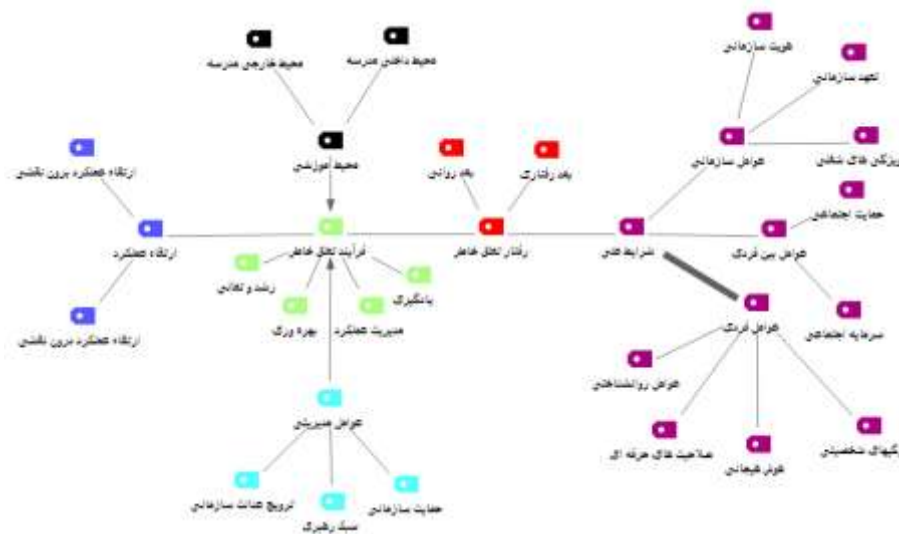 هویت سازمانی
محیط خارجی مدرسه
محیط داخلی مدرسه
تعهد سازمانی
عوامل سازمانی
ویژگی های شغلی
محیط آموزشی
بعد روانی
بعد رفتاری
ارتقاء عملکرد برون نقشی
حمایت اجتماعی
ارتقاء عملکرد
فرآیند تعلق خاطر
رفتار تعلق خاطر
شرایط علی
عوامل بین فردی
رشد و تعالی
یادگیری
بهره وری
مدیریت عملکرد
عوامل فردی
سرمایه اجتماعی
ارتقاء عملکرد درون نقشی
عوامل روانشناختی
عوامل مدیریتی
صلاحیت های حرفه ای
هوش هیجانی
شخصیتی
ترویج عدالت سازمانی
سبک رهبری
حمایت سازمانی